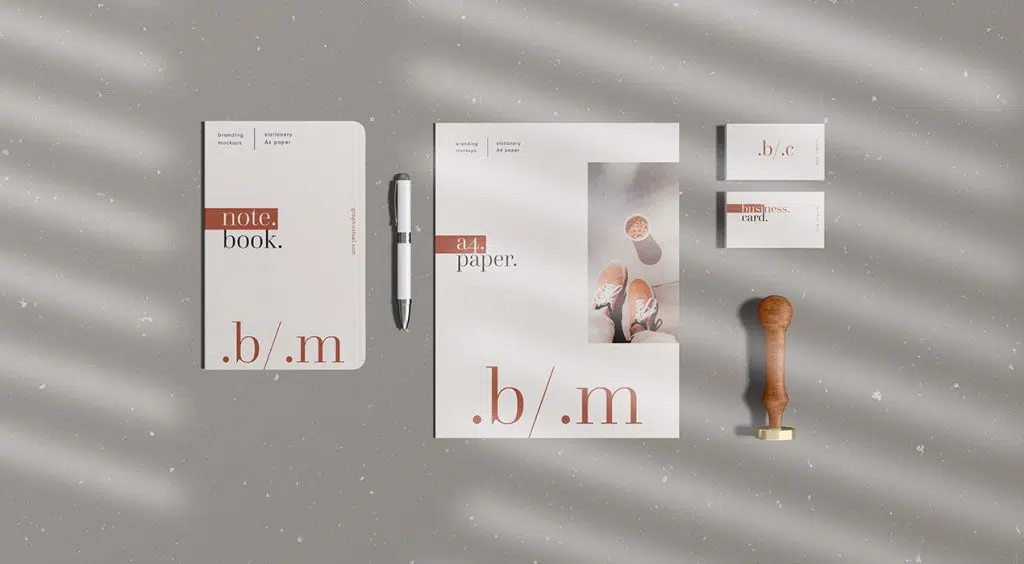 branding
mockups
stationery
A4 paper
note.
book.
.b/.m
branding
mockups
stationery
A4 paper
a4.
paper.
.b/.m
.b/.c
business.
card.